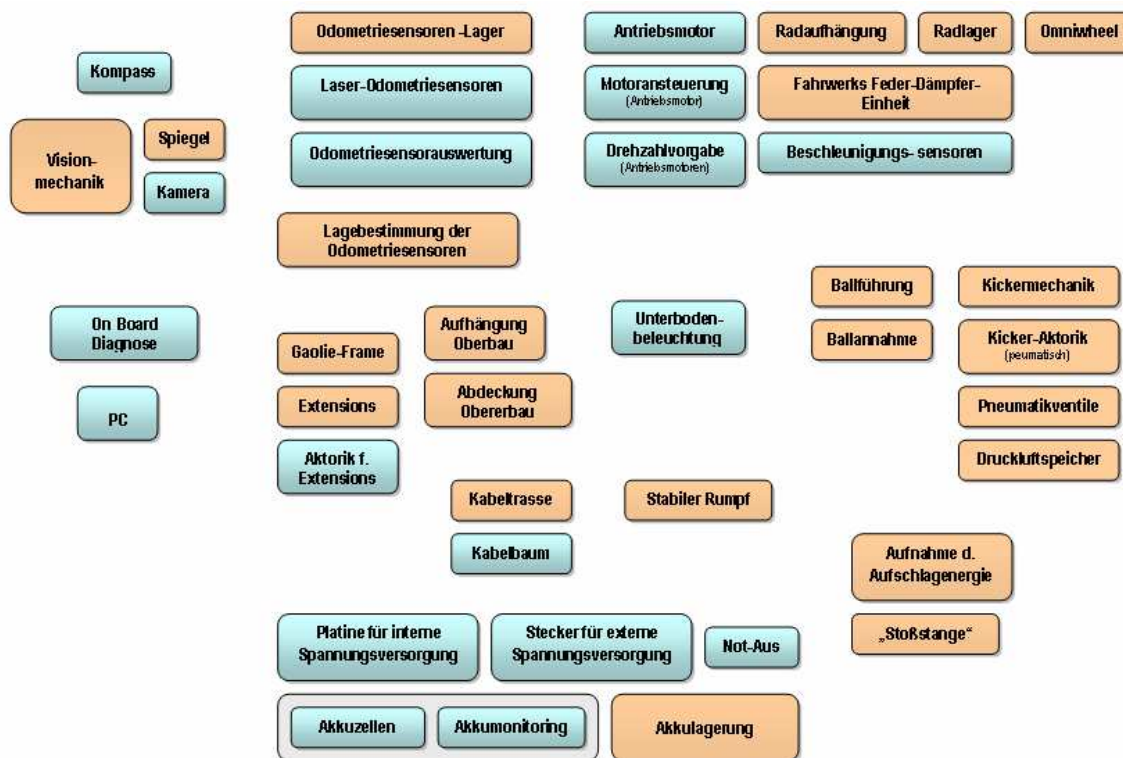 Odometriesensoren -Lager
Antriebsmotor
Radaufhängung
Radlager
Omniwheel
Kompass
Laser-Odometriesensoren
Motoransteuerung
(Antriebsmotor)
Fahrwerks Feder-Dämpfer-
Einheit
Vision-
mechanik
Spiegel
Kamera
Odometriesensorauswertung
Drehzahlvorgabe
(Antriebsmotoren)
Beschleunigungs- sensoren
Lagebestimmung der
Odometriesensoren
On Board
Diagnose
PC
Gaolie-Frame
Extensions
Aktorik f.
Extensions
Aufhängung
Oberbau
Abdeckung
Obererbau
Unterboden-
beleuchtung
Ballführung
Ballannahme
Kickermechanik
Kicker-Aktorik
(peumatisch)
Pneumatikventile
Druckluftspeicher
Kabeltrasse
Kabelbaum
Stabiler Rumpf
Aufnahme d.
Aufschlagenergie
„Stoßstange“
Platine für interne
Spannungsversorgung
Stecker für externe
Spannungsversorgung
Not-Aus
Akkuzellen
Akkumonitoring
Akkulagerung